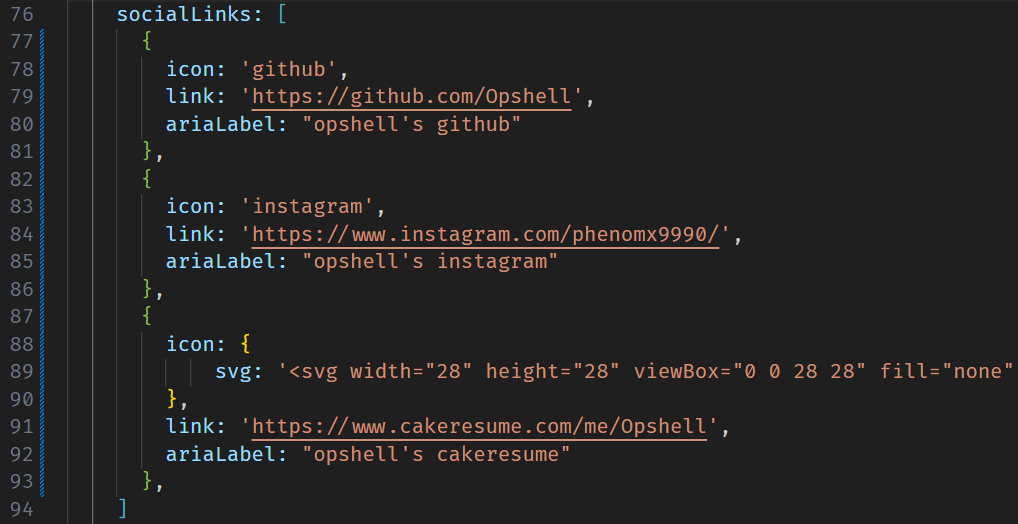 76 socialLinks: [
77 {
78 icon: 'github',
79 link: 'https://github.com/Opshell',
80 ariaLabel: "opshell's github"
81 },
82 {
83 icon: 'instagram',
84 link: 'https://www.instagram.com/phenomx9990/',
85 ariaLabel: "opshell's instagram"
86 },
87 {
88 icon: {
89 svg: '<svg width="28" height="28" viewBox="0 0 28 28" fill="none"
90 },
91 link: 'https://www.cakeresume.com/me/Opshell',
92 ariaLabel: "opshell's cakeresume"
93 },
94 ]